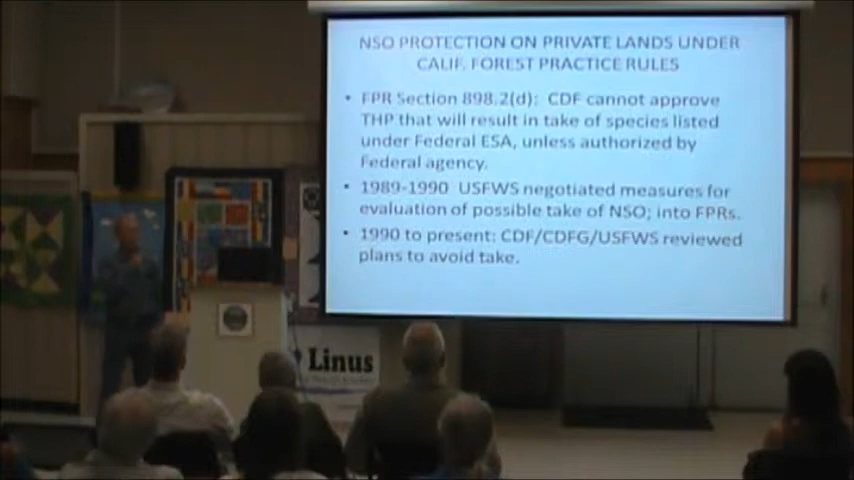 NSO PROTECTION ON PRIVATE LANDS UNDER
CALIF. FOREST PRACTICE RULES
• FPR Section 898.2(d): CDF cannot approve
THP that will result in take of species listed
under Federal ESA, unless authorized by
Federal agency.
• 1989-1990 USFWS negotiated measures for
evaluation of possible take of NSO; into FPRs.
• 1990 to present: CDF/CDFG/USFWS reviewed
plans to avoid take.
Linus